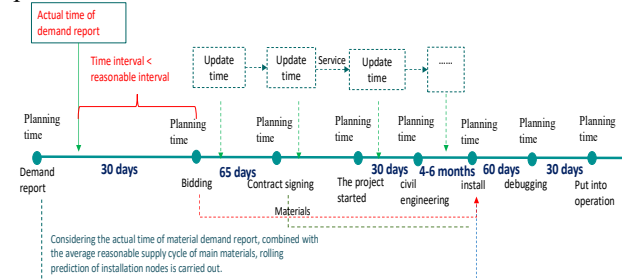 Actual time of
demand report
Time interval <
reasonable interval
Update
time
Update
time
Service
Update
time
......
Planning
time
Planning
time
Planning
time
Planning
time
Planning
time
Planning
time
Planning
time
Planning
time
30 days
65 days
30 days
4-6 months
60 days
30 days
Demand
report
Bidding
Contract signing
The project
started
civil
engineering
install
debugging
Put into
operation
Materials
Considering the actual time of material demand report, combined with
the average reasonable supply cycle of main materials, rolling
prediction of installation nodes is carried out.